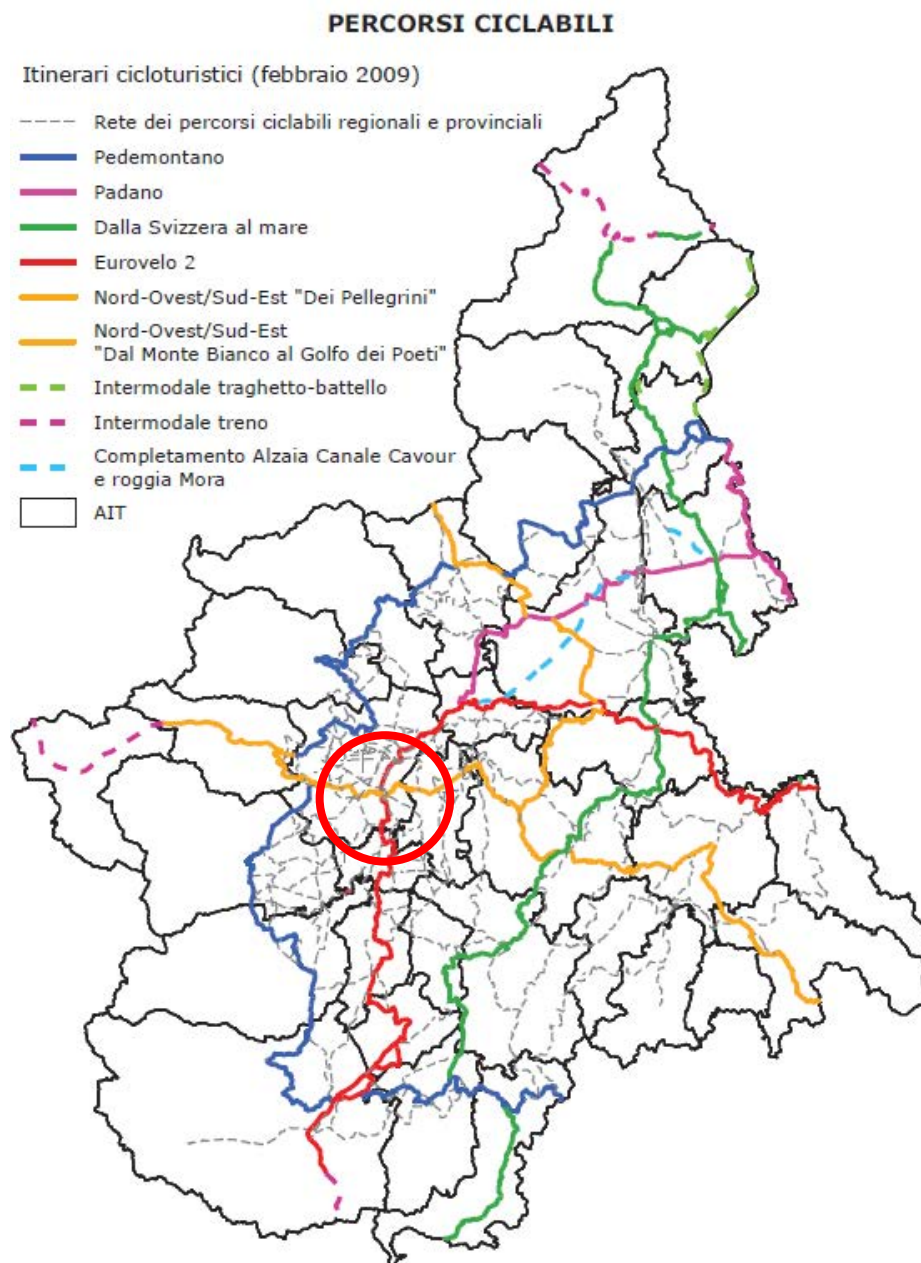 PERCORSI CICLABILI
Itinerari cicloturistici (febbraio 2009)
Rete dei percorsi ciclabili regionali e provinciali
Pedemontano
Padano
Dalla Svizzera al mare
Eurovelo 2
Nord-Ovest/Sud-Est "Dei Pellegrini"
Nord-Ovest/Sud-Est
"Dal Monte Bianco al Golfo dei Poeti"
Intermodale traghetto-battello
Intermodale treno
Completamento Alzaia Canale Cavour
e roggia Mora
AIT